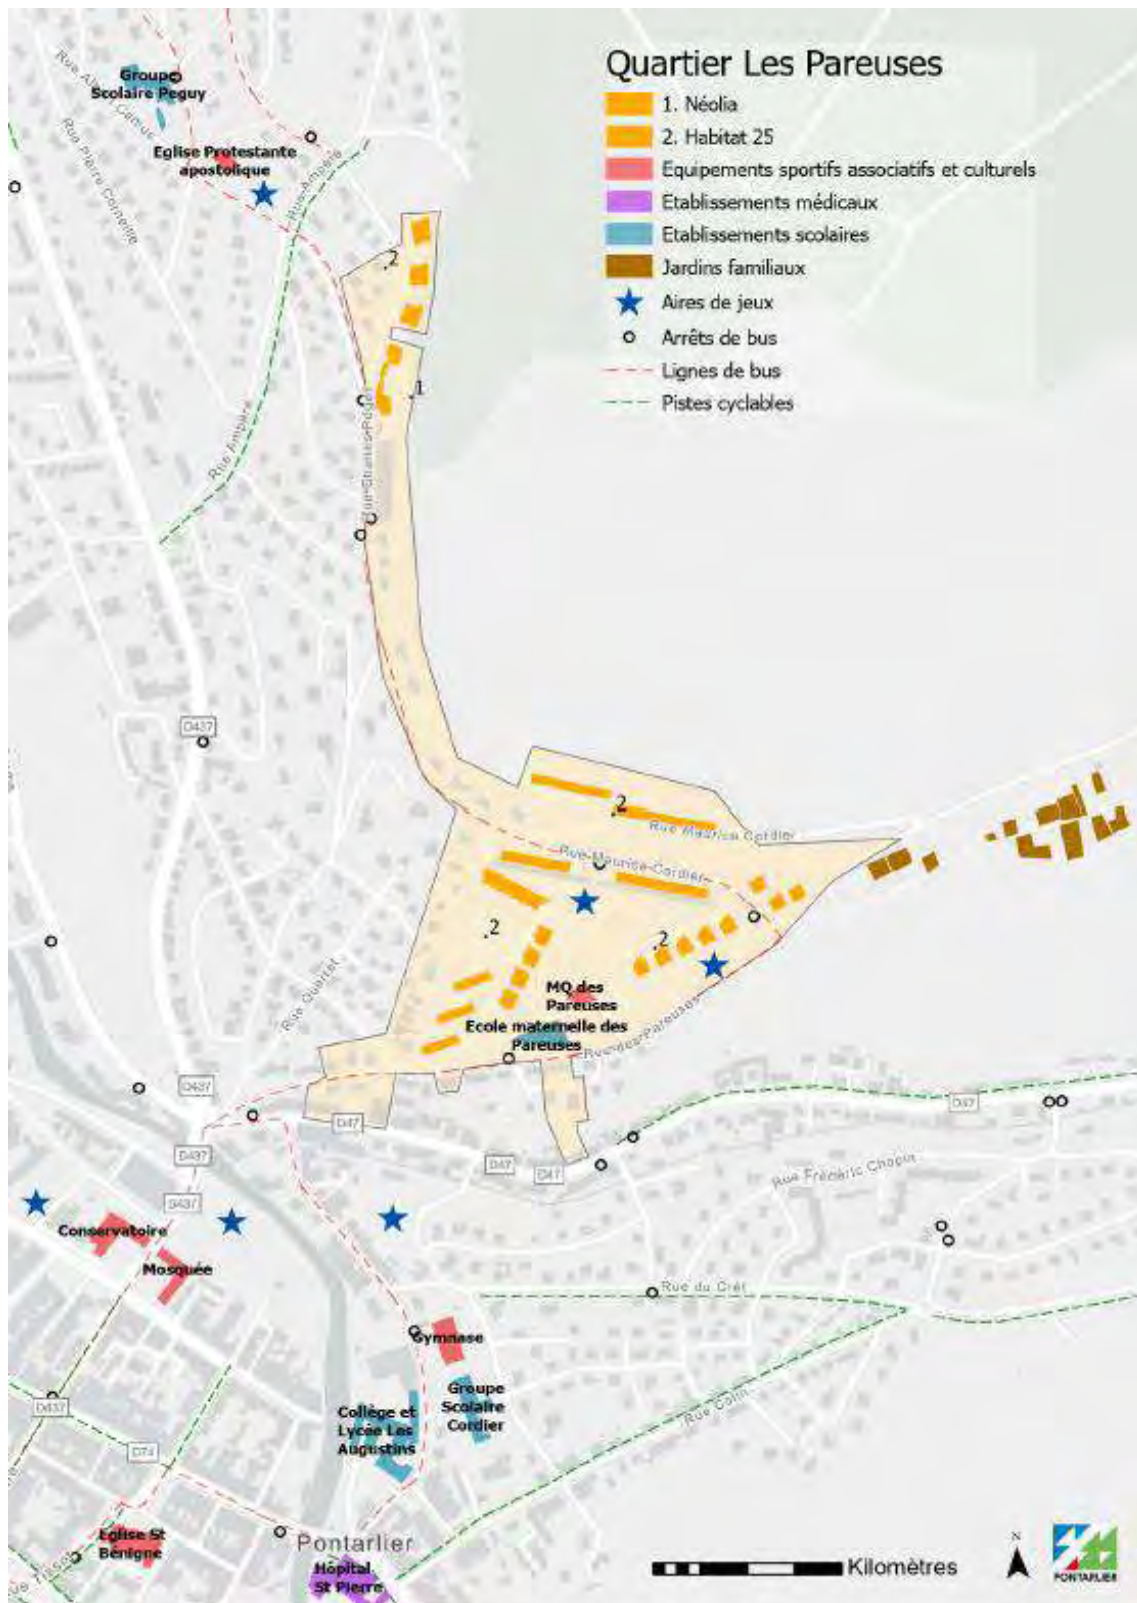 Quartier Les Pareuses
1. Néolia
2. Habitat 25
Equipements sportifs associatifs et culturels
Etablissements médicaux
Etablissements scolaires
Jardins familiaux
Aires de jeux
Arrêts de bus
Lignes de bus
Pistes cyclables
Groupe
Scolaire Peguy
Rue Albert Camus
Rue Pierre Corneille
Eglise Protestante
apostolique
Rue Ampère
2
1
Rue Ampère
Rue Charles Péguy
D437
2
Rue Maurice Cordier
Rue Maurice Cordier
2
2
MQ des
Pareuses
Ecole maternelle des
Pareuses
Rue des Pareuses
D437
D47
D47
D437
D47
D47
Rue Frédéric Chopin
D437
Conservatoire
Mosquée
Rue du Crêt
Gymnase
Groupe
Scolaire
Cordier
Collège et
Lycée Les
Augustins
D437
Rue Colin
D74
Eglise St
Bénigne
Pontarlier
Hôpital
St Pierre
Kilomètres
N
PONTARLIER